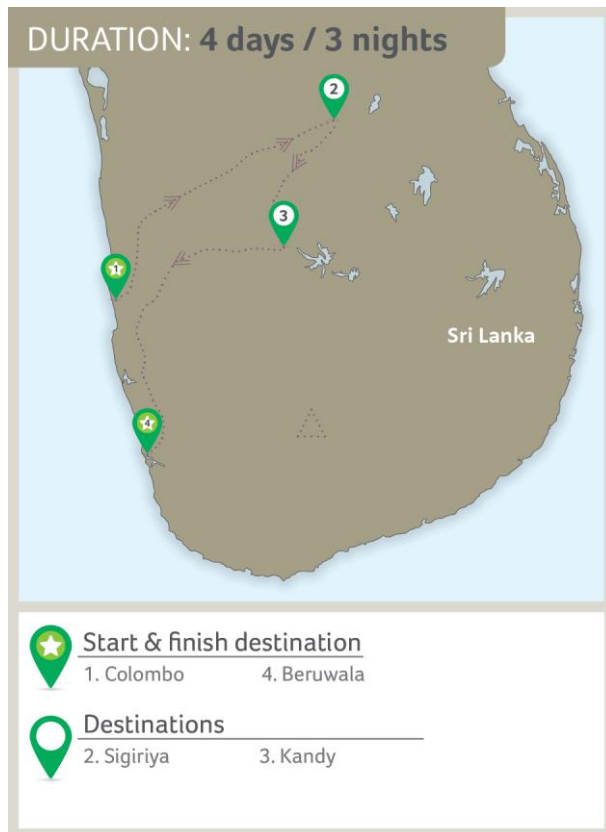 DURATION: 4 days / 3 nights
2
3
1
Sri Lanka
4
Start & finish destination
1. Colombo 4. Beruwala
Destinations
2. Sigiriya 3. Kandy